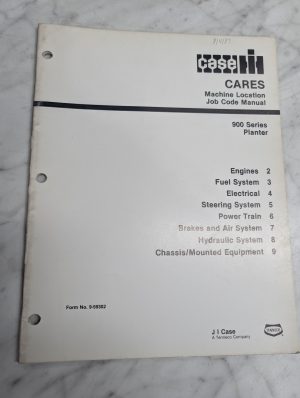 case IH
CARES
Machine Location
Job Code Manual
900 Series
Planter
Engines 2
Fuel System 3
Electrical 4
Steering System 5
Power Train 6
Brakes and Air System 7
Hydraulic System 8
Chassis/Mounted Equipment 9
J I Case
A Tenneco Company
TENNECO